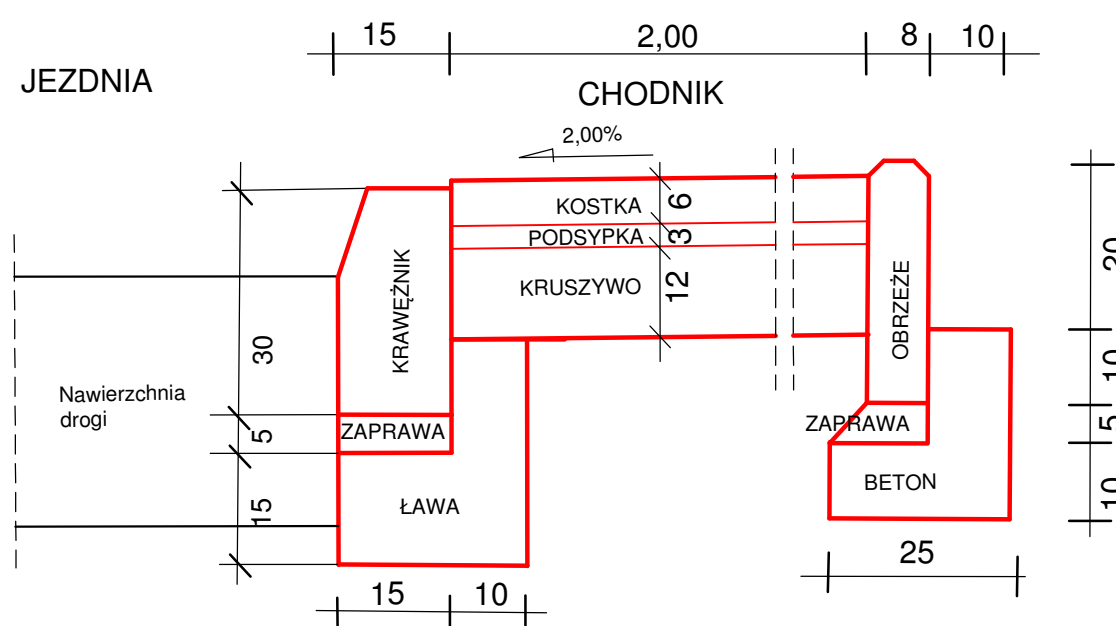 15
2,00
8
10
JEZDNIA
CHODNIK
2,00%
KOSTKA
6
PODSYPKA
3
KRUSZYWO
12
KRAWĘŻNIK
OBRZEŻE
20
30
Nawierzchnia
drogi
10
5
ZAPRAWA
ZAPRAWA
5
15
ŁAWA
BETON
10
25
15
10